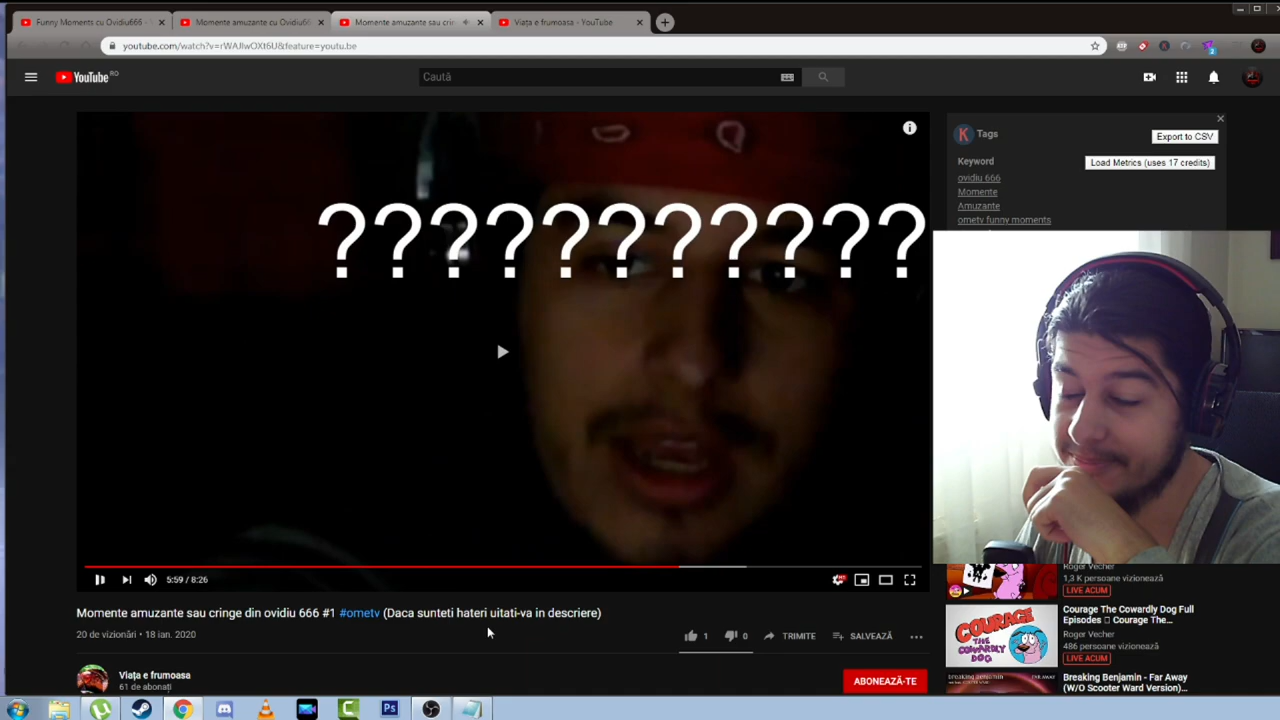 Funny Moments cu Ovidiu666 -
Momente amuzante cu Ovidiu6
Momente amuzante sau crin
Viața e frumoasa - YouTube
youtube.com/watch?v=rWAJlwOXt6U&feature=youtu.be
YouTube RO
Caută
Tags
Export to CSV
Keyword
Load Metrics (uses 17 credits)
ovidiu 666
Momente
Amuzante
ometv funny moments
???????????
5:59 / 8:26
Momente amuzante sau cringe din ovidiu 666 #1 #ometv (Daca sunteti hateri uitati-va in descriere)
20 de vizionări • 18 ian. 2020
1
0
TRIMITE
SALVEAZĂ
Viața e frumoasa
61 de abonați
ABONEAZĂ-TE
Roger Vecher
1,3 K persoane vizionează
LIVE ACUM
COURAGE
THE COWARDLY DOG
Courage The Cowardly Dog Full
Episodes
Courage The...
Roger Vecher
486 persoane vizionează
LIVE ACUM
Breaking Benjamin - Far Away
(W/O Scooter Ward Version)...